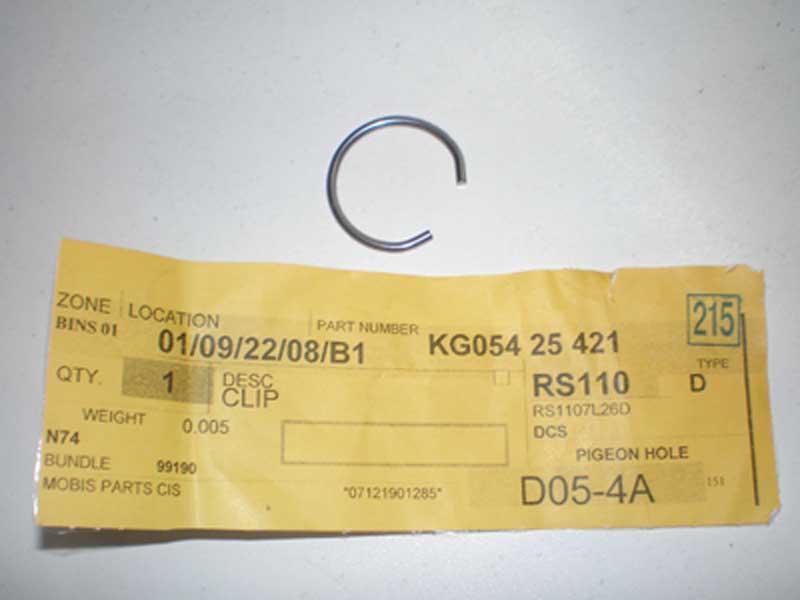 ZONE LOCATION PART NUMBER 215
BINS 01 01/09/22/08/B1 KG054 25 421
TYPE
QTY. 1 DESC RS110 D
CLIP RS1107L26D
WEIGHT 0.005 DCS
N74 PIGEON HOLE
BUNDLE 99190
MOBIS PARTS CIS "07121901285" D05-4A 151